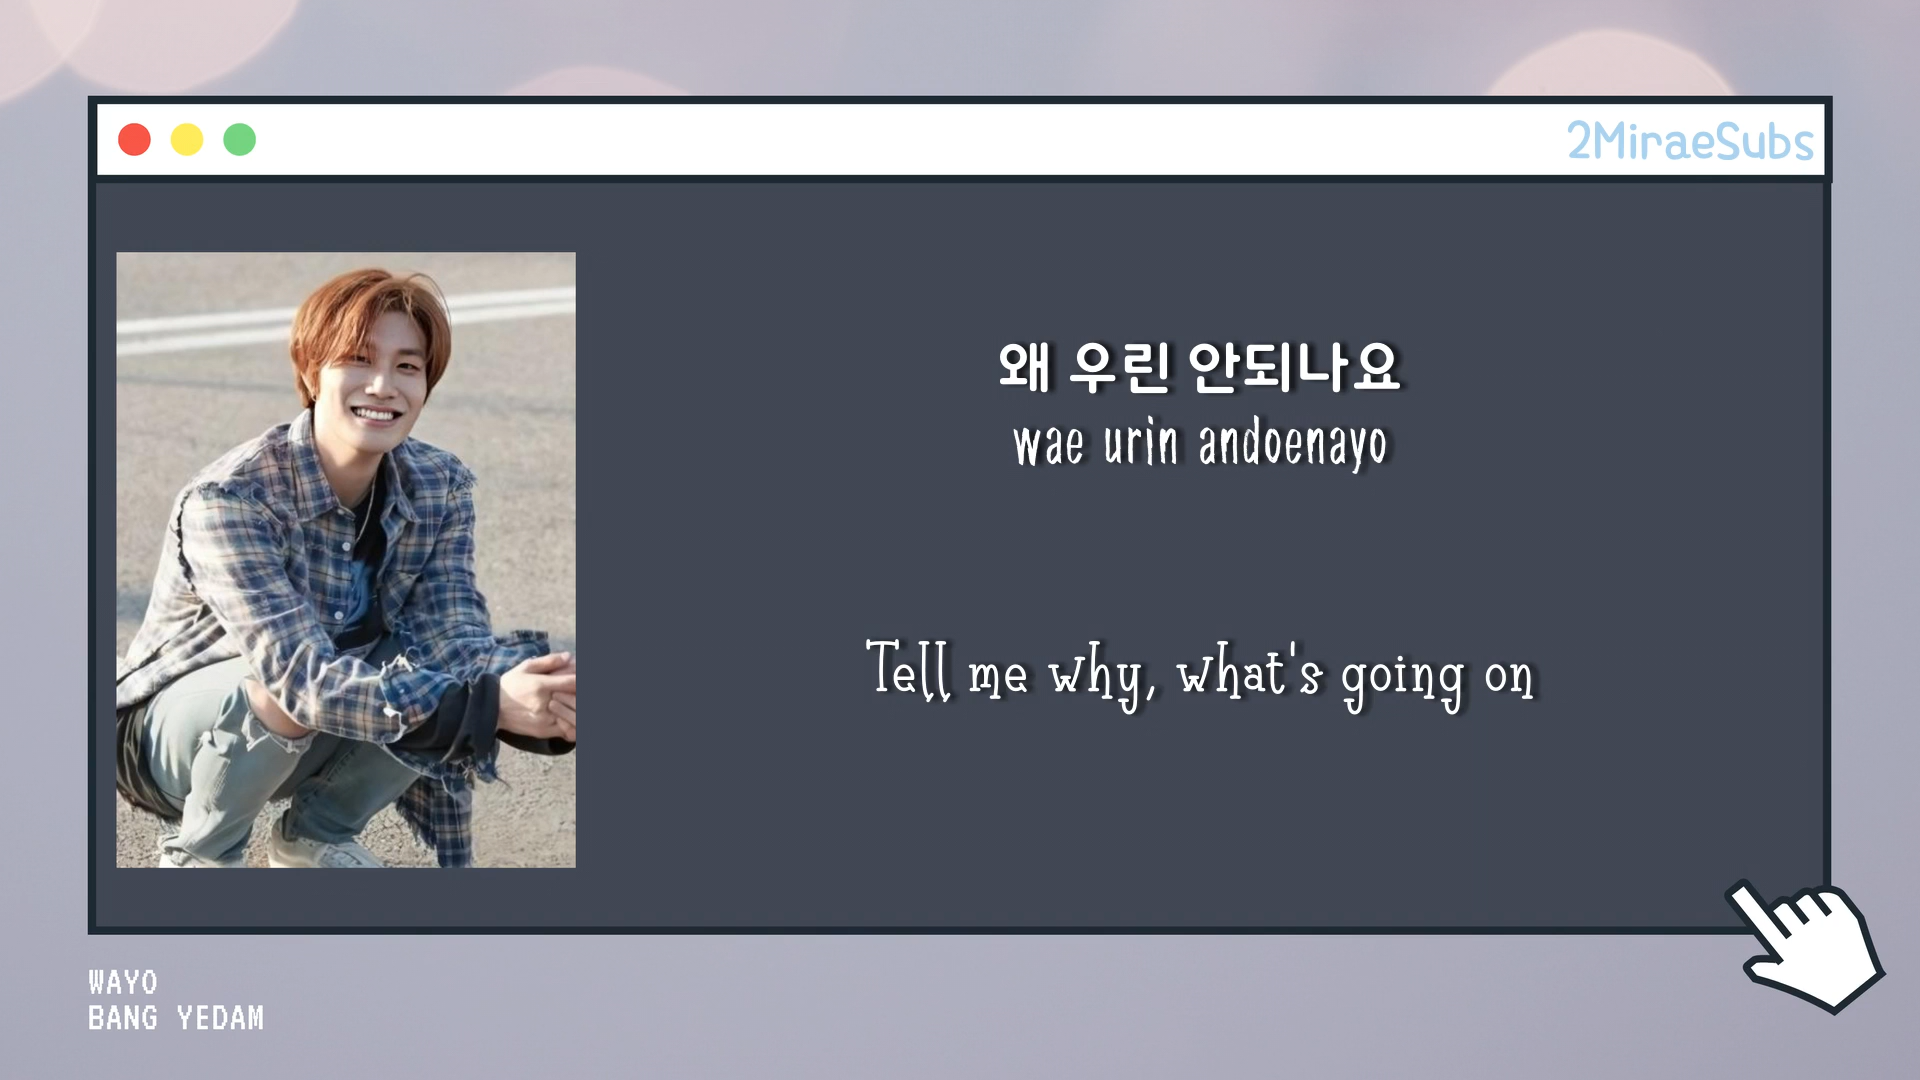 2MiraeSubs
왜 우린 안되나요
wae urin andoenayo
Tell me why, what's going on
WAYO
BANG YEDAM